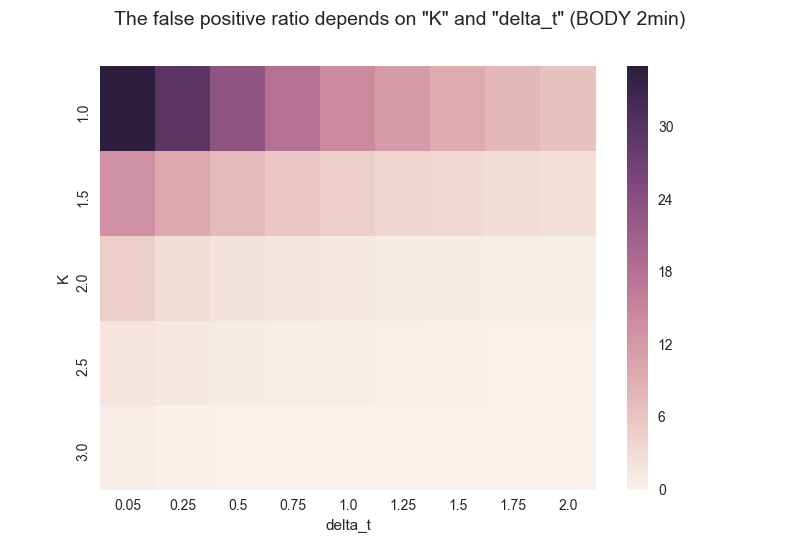 The false positive ratio depends on "K" and "delta_t" (BODY 2min)
K
1.0
1.5
2.0
2.5
3.0
0.05 0.25 0.5 0.75 1.0 1.25 1.5 1.75 2.0
delta_t
30
24
18
12
6
0